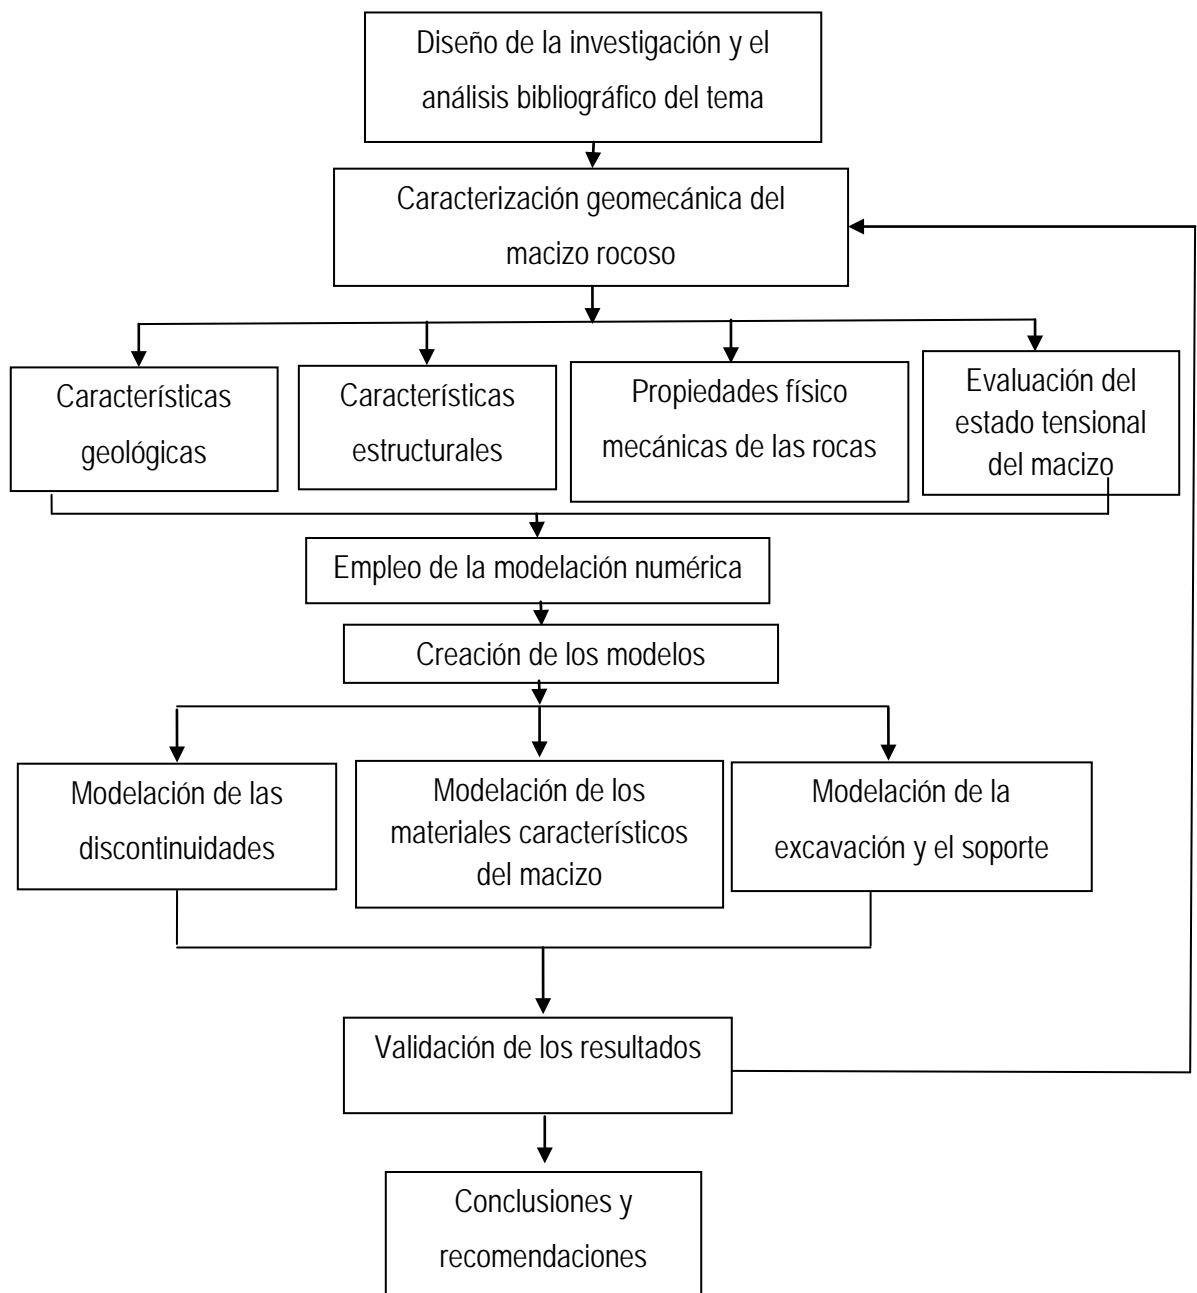 Diseño de la investigación y el
análisis bibliográfico del tema
Caracterización geomecánica del
macizo rocoso
Características
geológicas
Características
estructurales
Propiedades físico
mecánicas de las rocas
Evaluación del
estado tensional
del macizo
Empleo de la modelación numérica
Creación de los modelos
Modelación de las
discontinuidades
Modelación de los
materiales característicos
del macizo
Modelación de la
excavación y el soporte
Validación de los resultados
Conclusiones y
recomendaciones